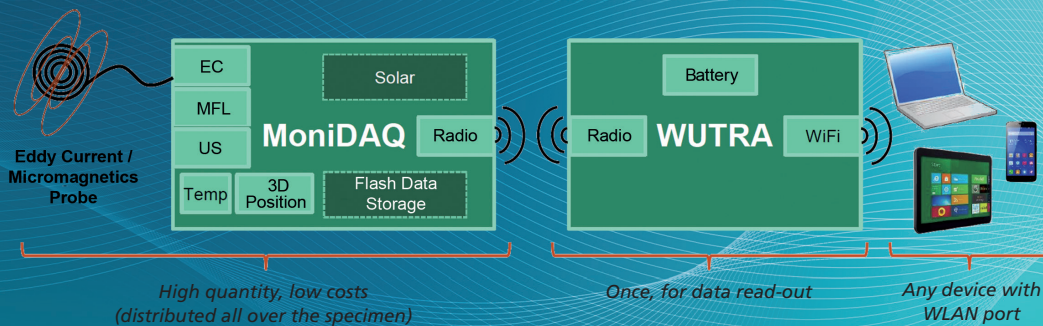 Eddy Current /
Micromagnetics
Probe
EC
MFL
US
Temp
3D
Position
Solar
MoniDAQ
Radio
Flash Data
Storage
Battery
Radio
WUTRA
WiFi
High quantity, low costs
(distributed all over the specimen)
Once, for data read-out
Any device with
WLAN port